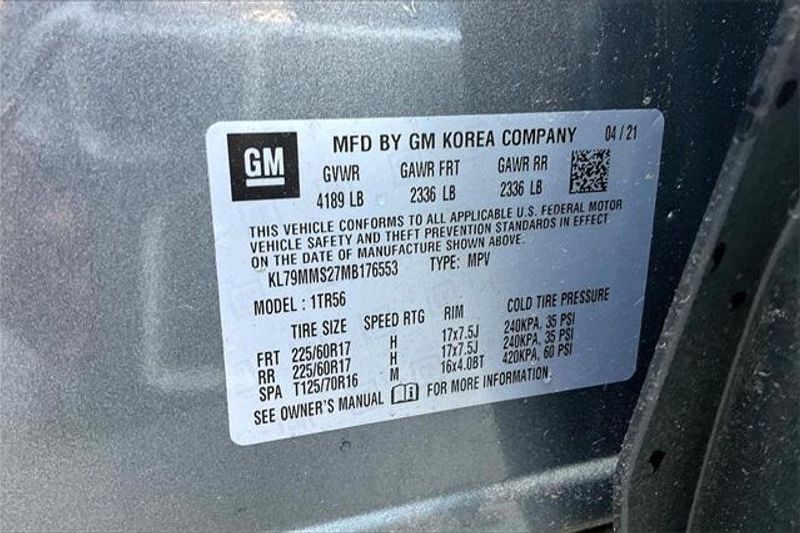 GM
MFD BY GM KOREA COMPANY 04 / 21
GVWR GAWR FRT GAWR RR
4189 LB 2336 LB 2336 LB
THIS VEHICLE CONFORMS TO ALL APPLICABLE U.S. FEDERAL MOTOR
VEHICLE SAFETY AND THEFT PREVENTION STANDARDS IN EFFECT
ON THE DATE OF MANUFACTURE SHOWN ABOVE.
KL79MMS27MB176553 TYPE: MPV
MODEL : 1TR56
TIRE SIZE SPEED RTG RIM COLD TIRE PRESSURE
FRT 225/60R17 H 17x7.5J 240KPA, 35 PSI
RR 225/60R17 H 17x7.5J 240KPA, 35 PSI
SPA T125/70R16 M 16x4.0BT 420KPA, 60 PSI
SEE OWNER'S MANUAL FOR MORE INFORMATION.